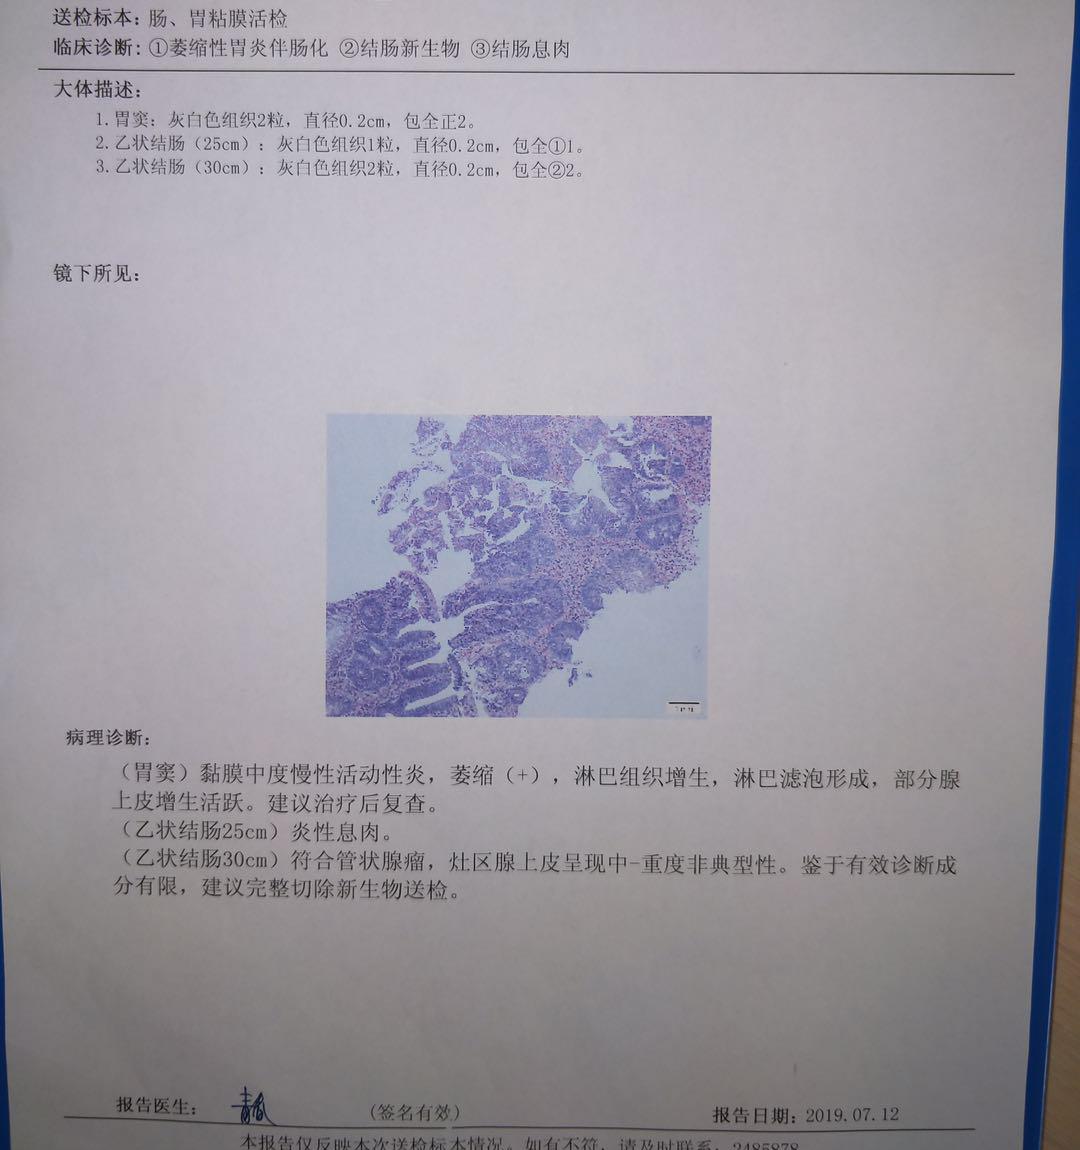 送检标本：肠、胃粘膜活检
临床诊断：①萎缩性胃炎伴肠化 ②结肠新生物 ③结肠息肉
大体描述：
1.胃窦：灰白色组织2粒，直径0.2cm，包全正2。
2.乙状结肠（25cm）：灰白色组织1粒，直径0.2cm，包全①1。
3.乙状结肠（30cm）：灰白色组织2粒，直径0.2cm，包全②2。
镜下所见：
病理诊断：
（胃窦）黏膜中度慢性活动性炎，萎缩（+），淋巴组织增生，淋巴滤泡形成，部分腺
上皮增生活跃。建议治疗后复查。
（乙状结肠25cm）炎性息肉。
（乙状结肠30cm）符合管状腺瘤，灶区腺上皮呈现中-重度非典型性。鉴于有效诊断成
分有限，建议完整切除新生物送检。
报告医生： （签名有效） 报告日期：2019.07.12
本报告仅反映本次送检标本情况。如有不符，请及时联系：2485878